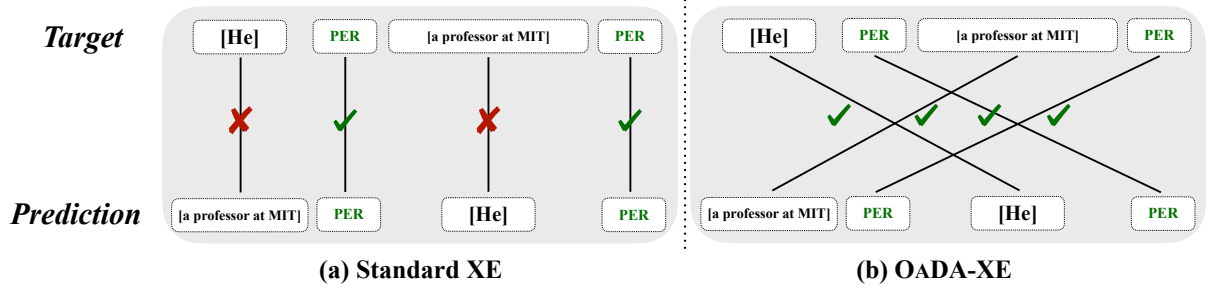 Target [He] PER [a professor at MIT] PER [He] PER [a professor at MIT] PER
Prediction [a professor at MIT] PER [He] PER [a professor at MIT] PER [He] PER
(a) Standard XE (b) OADA-XE